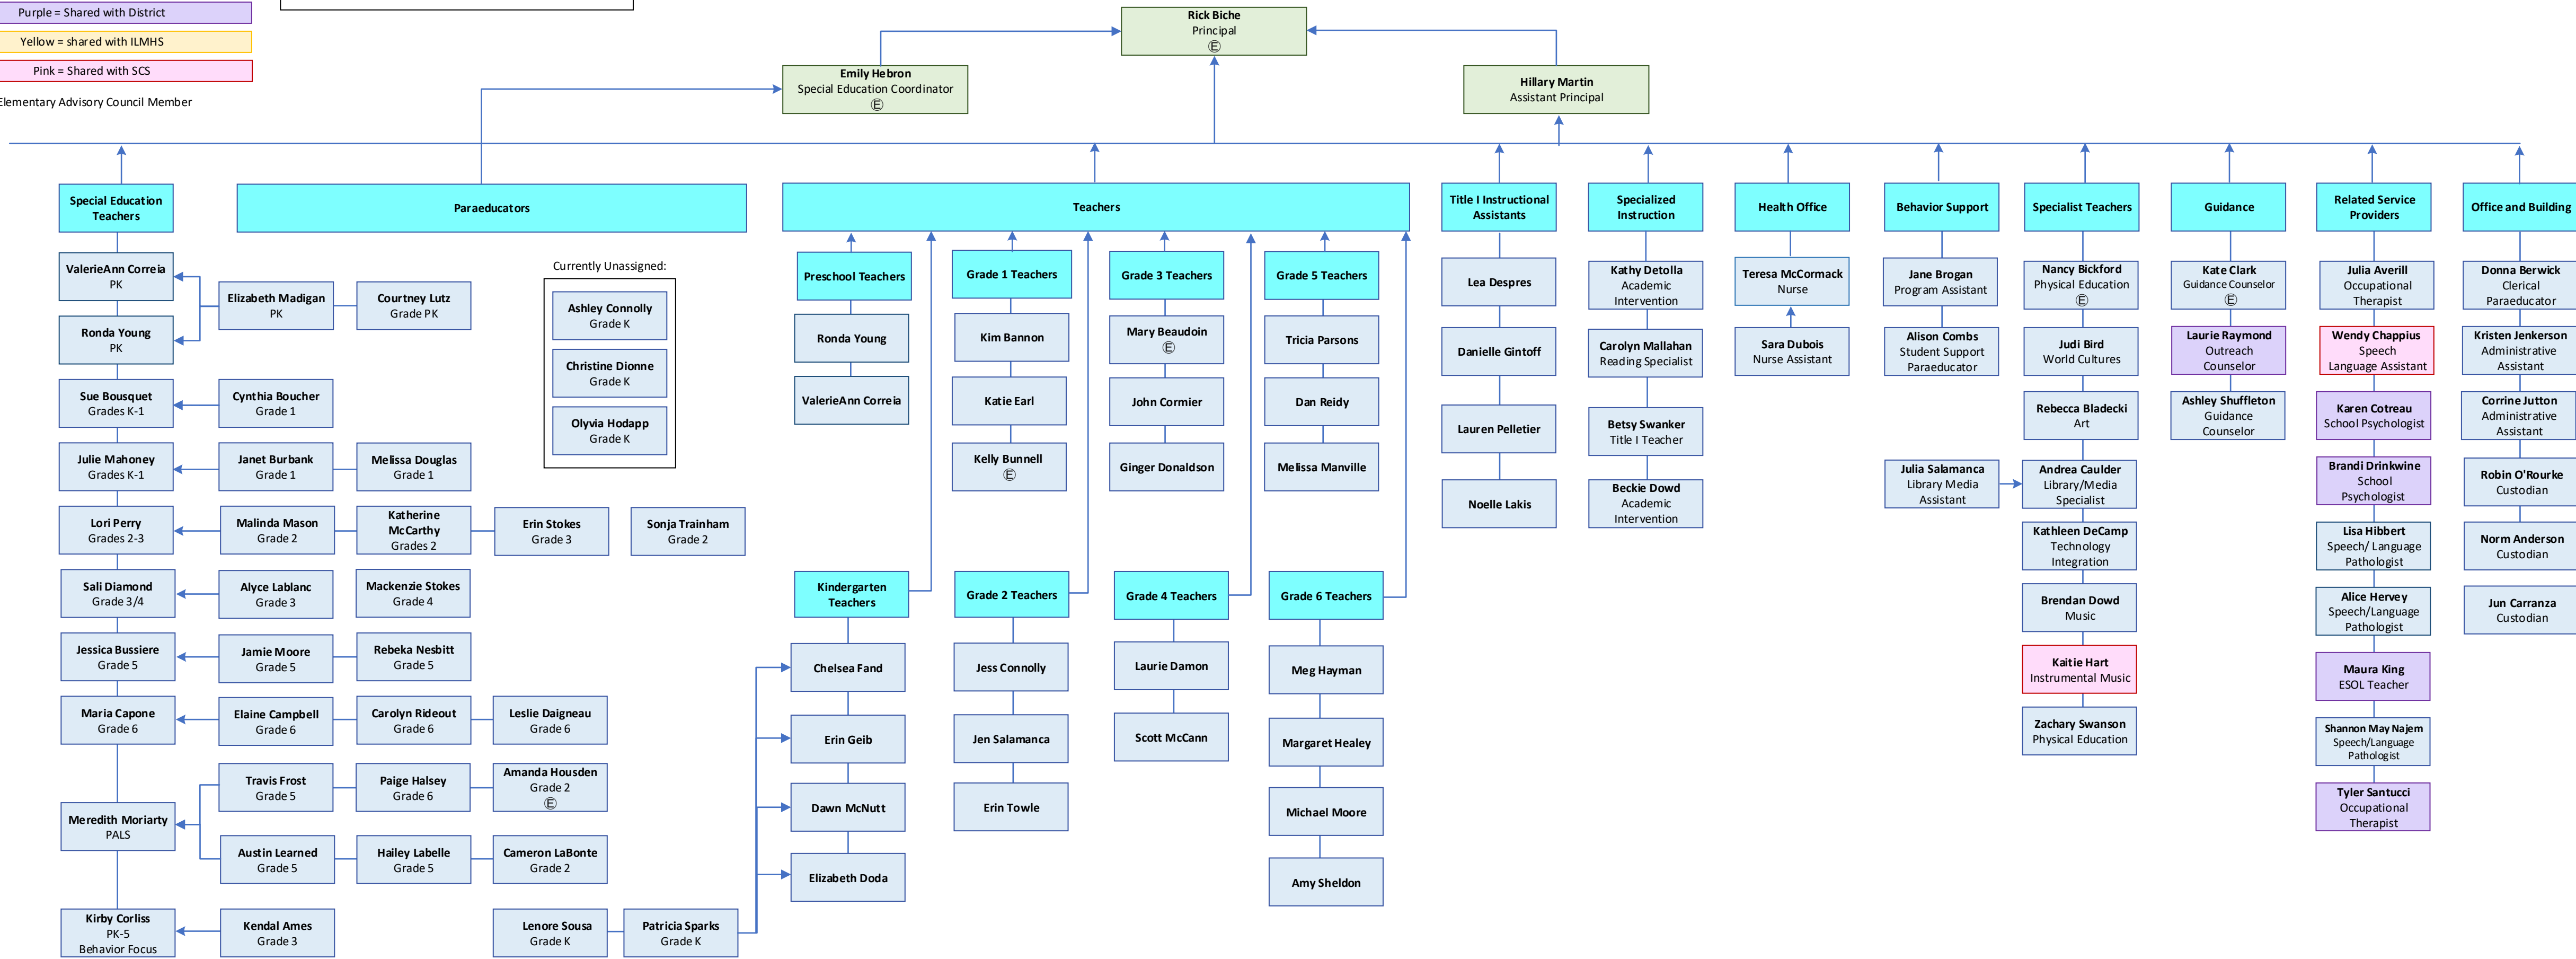 Purple = Shared with District
Yellow = shared with ILMHS
Pink = Shared with SCS
Elementary Advisory Council Member
Rick Biche
Principal
Ⓔ
Emily Hebron
Special Education Coordinator
Ⓔ
Hillary Martin
Assistant Principal
Special Education
Teachers
ValerieAnn Correia
PK
Ronda Young
PK
Sue Bousquet
Grades K-1
Julie Mahoney
Grades K-1
Lori Perry
Grades 2-3
Sali Diamond
Grade 3/4
Jessica Bussiere
Grade 5
Maria Capone
Grade 6
Meredith Moriarty
PALS
Kirby Corliss
PK-5
Behavior Focus
Paraeducators
Elizabeth Madigan
PK
Courtney Lutz
Grade PK
Cynthia Boucher
Grade 1
Janet Burbank
Grade 1
Melissa Douglas
Grade 1
Malinda Mason
Grade 2
Katherine
McCarthy
Grades 2
Erin Stokes
Grade 3
Sonja Trainham
Grade 2
Alyce Lablanc
Grade 3
Mackenzie Stokes
Grade 4
Jamie Moore
Grade 5
Rebeka Nesbitt
Grade 5
Elaine Campbell
Grade 6
Carolyn Rideout
Grade 6
Leslie Daigneau
Grade 6
Travis Frost
Grade 5
Paige Halsey
Grade 6
Amanda Housden
Grade 2
Ⓔ
Austin Learned
Grade 5
Hailey Labelle
Grade 5
Cameron LaBonte
Grade 2
Kendal Ames
Grade 3
Lenore Sousa
Grade K
Patricia Sparks
Grade K
Currently Unassigned:
Ashley Connolly
Grade K
Christine Dionne
Grade K
Olyvia Hodapp
Grade K
Teachers
Preschool Teachers
Ronda Young
ValerieAnn Correia
Grade 1 Teachers
Kim Bannon
Katie Earl
Kelly Bunnell
Ⓔ
Grade 3 Teachers
Mary Beaudoin
Ⓔ
John Cormier
Ginger Donaldson
Grade 5 Teachers
Tricia Parsons
Dan Reidy
Melissa Manville
Kindergarten
Teachers
Chelsea Fand
Erin Geib
Dawn McNutt
Elizabeth Doda
Grade 2 Teachers
Jess Connolly
Jen Salamanca
Erin Towle
Grade 4 Teachers
Laurie Damon
Scott McCann
Grade 6 Teachers
Meg Hayman
Margaret Healey
Michael Moore
Amy Sheldon
Title I Instructional
Assistants
Lea Despres
Danielle Gintoff
Lauren Pelletier
Noelle Lakis
Specialized
Instruction
Kathy Detolla
Academic
Intervention
Carolyn Mallahan
Reading Specialist
Betsy Swanker
Title I Teacher
Beckie Dowd
Academic
Intervention
Health Office
Teresa McCormack
Nurse
Sara Dubois
Nurse Assistant
Behavior Support
Jane Brogan
Program Assistant
Alison Combs
Student Support
Paraeducator
Julia Salamanca
Library Media
Assistant
Specialist Teachers
Nancy Bickford
Physical Education
Ⓔ
Judi Bird
World Cultures
Rebecca Bladecki
Art
Andrea Caulder
Library/Media
Specialist
Kathleen DeCamp
Technology
Integration
Brendan Dowd
Music
Kaitie Hart
Instrumental Music
Zachary Swanson
Physical Education
Guidance
Kate Clark
Guidance Counselor
Ⓔ
Laurie Raymond
Outreach
Counselor
Ashley Shuffleton
Guidance
Counselor
Related Service
Providers
Julia Averill
Occupational
Therapist
Wendy Chappius
Speech
Language Assistant
Karen Cotreau
School Psychologist
Brandi Drinkwine
School
Psychologist
Lisa Hibbert
Speech/ Language
Pathologist
Alice Hervey
Speech/Language
Pathologist
Maura King
ESOL Teacher
Shannon May Najem
Speech/Language
Pathologist
Tyler Santucci
Occupational
Therapist
Office and Building
Donna Berwick
Clerical
Paraeducator
Kristen Jenkerson
Administrative
Assistant
Corrine Jutton
Administrative
Assistant
Robin O'Rourke
Custodian
Norm Anderson
Custodian
Jun Carranza
Custodian